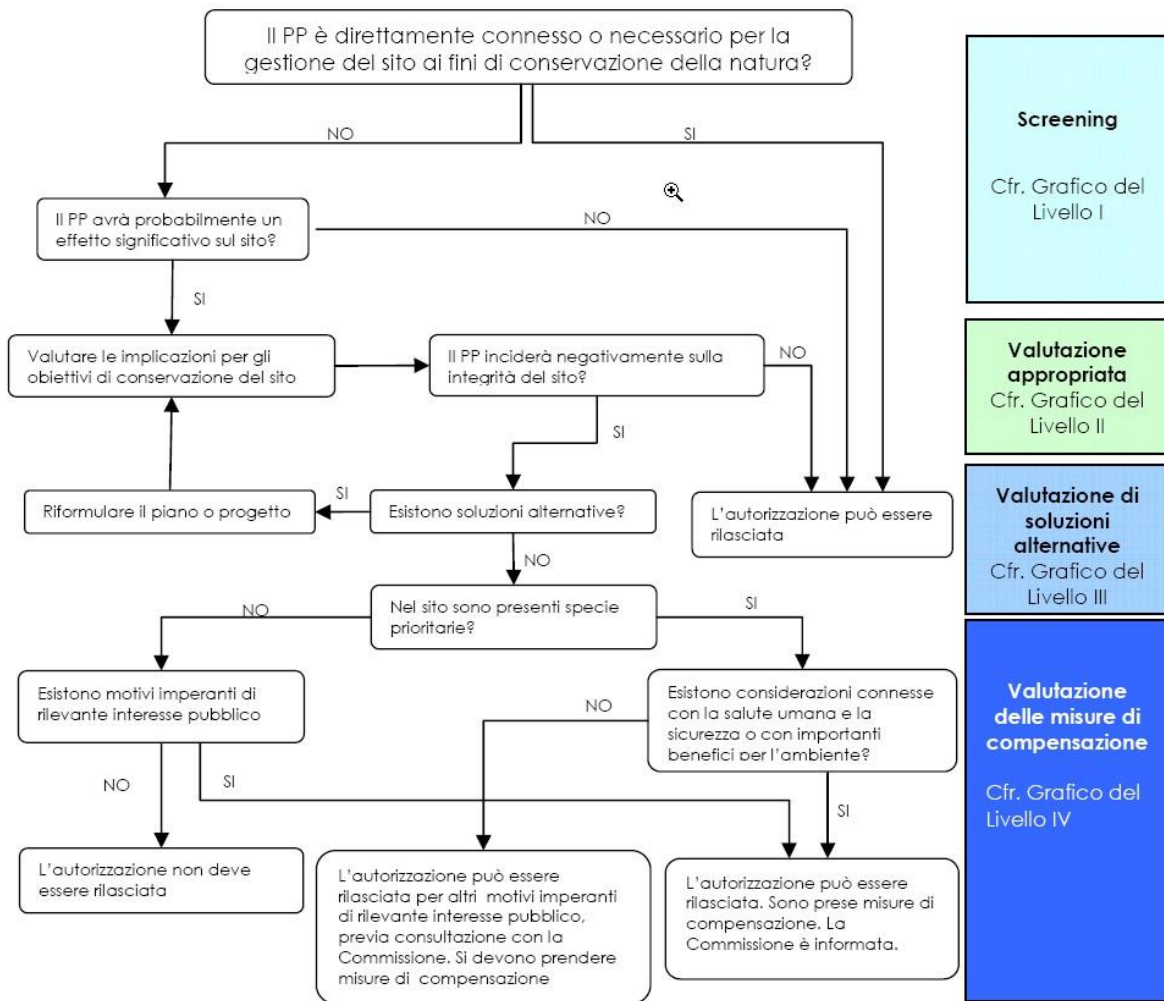 Il PP è direttamente connesso o necessario per la
gestione del sito ai fini di conservazione della natura?
NO
SI
Il PP avrà probabilmente un
effetto significativo sul sito?
NO
SI
Valutare le implicazioni per gli
obiettivi di conservazione del sito
Il PP inciderà negativamente sulla
integrità del sito?
NO
SI
Riformulare il piano o progetto
SI
Esistono soluzioni alternative?
L'autorizzazione può essere
rilasciata
NO
Nel sito sono presenti specie
prioritarie?
NO
SI
Esistono motivi imperanti di
rilevante interesse pubblico
Esistono considerazioni connesse
con la salute umana e la
sicurezza o con importanti
benefici per l'ambiente?
NO
NO
SI
SI
L'autorizzazione non deve
essere rilasciata
L'autorizzazione può essere
rilasciata per altri motivi imperanti
di rilevante interesse pubblico,
previa consultazione con la
Commissione. Si devono prendere
misure di compensazione
L'autorizzazione può essere
rilasciata. Sono prese misure di
compensazione. La
Commissione è informata.
Screening
Cfr. Grafico del
Livello I
Valutazione
appropriata
Cfr. Grafico del
Livello II
Valutazione di
soluzioni
alternative
Cfr. Grafico del
Livello III
Valutazione
delle misure di
compensazione
Cfr. Grafico del
Livello IV